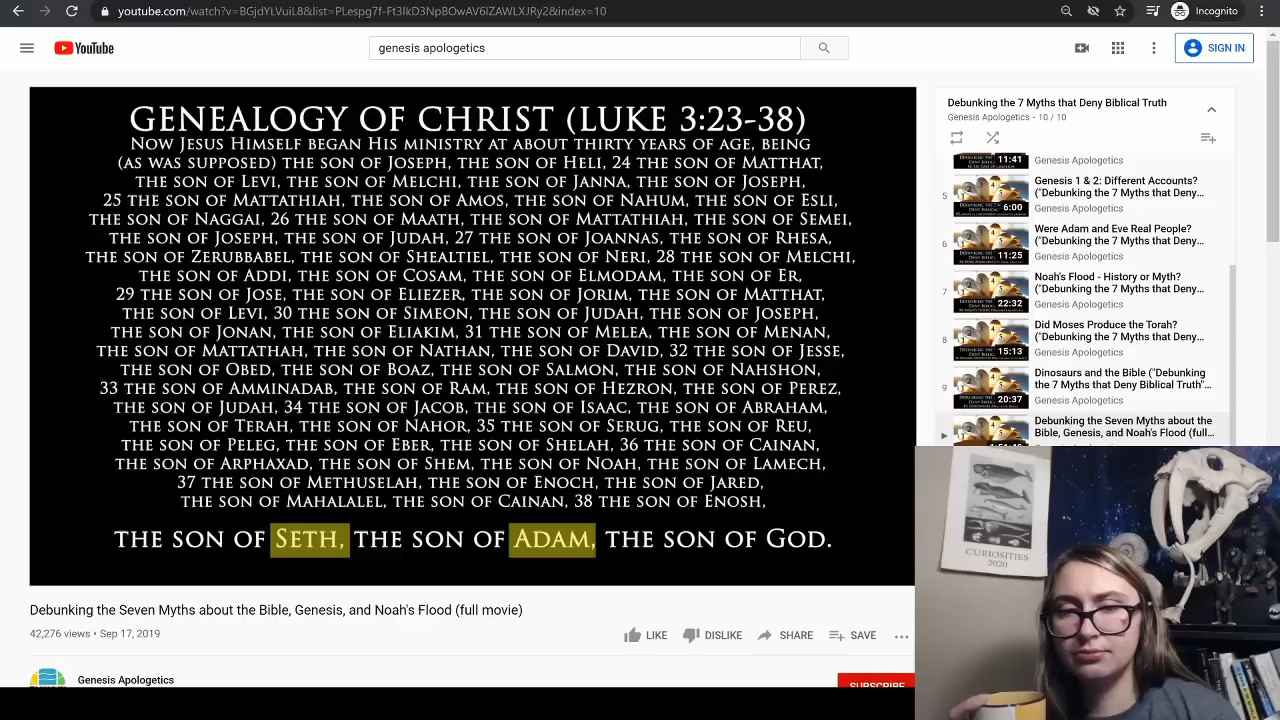 youtube.com/watch?v=BGjdYLVuiL8&list=PLespg7f-Ft3IkD3NpBOwAV6iZAWLXJRy2&index=10
Incognito
YouTube
genesis apologetics
SIGN IN
GENEALOGY OF CHRIST (LUKE 3:23-38)
NOW JESUS HIMSELF BEGAN HIS MINISTRY AT ABOUT THIRTY YEARS OF AGE, BEING
(AS WAS SUPPOSED) THE SON OF JOSEPH, THE SON OF HELI, 24 THE SON OF MATTHAT,
THE SON OF LEVI, THE SON OF MELCHI, THE SON OF JANNA, THE SON OF JOSEPH,
25 THE SON OF MATTATHIAH, THE SON OF AMOS, THE SON OF NAHUM, THE SON OF ESLI,
THE SON OF NAGGAI, 26 THE SON OF MAATH, THE SON OF MATTATHIAH, THE SON OF SEMEI,
THE SON OF JOSEPH, THE SON OF JUDAH, 27 THE SON OF JOANNAS, THE SON OF RHESA,
THE SON OF ZERUBBABEL, THE SON OF SHEALTIEL, THE SON OF NERI, 28 THE SON OF MELCHI,
THE SON OF ADDI, THE SON OF COSAM, THE SON OF ELMODAM, THE SON OF ER,
29 THE SON OF JOSE, THE SON OF ELIEZER, THE SON OF JORIM, THE SON OF MATTHAT,
THE SON OF LEVI, 30 THE SON OF SIMEON, THE SON OF JUDAH, THE SON OF JOSEPH,
THE SON OF JONAN, THE SON OF ELIAKIM, 31 THE SON OF MELEA, THE SON OF MENAN,
THE SON OF MATTATHAH, THE SON OF NATHAN, THE SON OF DAVID, 32 THE SON OF JESSE,
THE SON OF OBED, THE SON OF BOAZ, THE SON OF SALMON, THE SON OF NAHSHON,
33 THE SON OF AMMINADAB, THE SON OF RAM, THE SON OF HEZRON, THE SON OF PEREZ,
THE SON OF JUDAH, 34 THE SON OF JACOB, THE SON OF ISAAC, THE SON OF ABRAHAM,
THE SON OF TERAH, THE SON OF NAHOR, 35 THE SON OF SERUG, THE SON OF REU,
THE SON OF PELEG, THE SON OF EBER, THE SON OF SHELAH, 36 THE SON OF CAINAN,
THE SON OF ARPHAXAD, THE SON OF SHEM, THE SON OF NOAH, THE SON OF LAMECH,
37 THE SON OF METHUSELAH, THE SON OF ENOCH, THE SON OF JARED,
THE SON OF MAHALALEL, THE SON OF CAINAN, 38 THE SON OF ENOSH,
THE SON OF SETH, THE SON OF ADAM, THE SON OF GOD.
Debunking the Seven Myths about the Bible, Genesis, and Noah's Flood (full movie)
42,276 views • Sep 17, 2019
LIKE
DISLIKE
SHARE
SAVE
Genesis Apologetics
SUBSCRIBE
Debunking the 7 Myths that Deny Biblical Truth
Genesis Apologetics - 10 / 10
11:41
Genesis Apologetics
5
6:00
Genesis 1 & 2: Different Accounts?
("Debunking the 7 Myths that Deny...
Genesis Apologetics
6
11:25
Were Adam and Eve Real People?
("Debunking the 7 Myths that Deny...
Genesis Apologetics
7
22:32
Noah's Flood - History or Myth?
("Debunking the 7 Myths that Deny...
Genesis Apologetics
8
15:13
Did Moses Produce the Torah?
("Debunking the 7 Myths that Deny...
Genesis Apologetics
9
20:37
Dinosaurs and the Bible ("Debunking
the 7 Myths that Deny Biblical Truth"...
Genesis Apologetics
Debunking the Seven Myths about the
Bible, Genesis, and Noah's Flood (full...
CURIOSITIES
2020